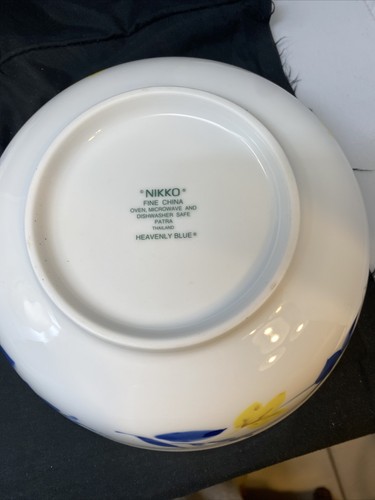 *NIKKO*
FINE CHINA
OVEN, MICROWAVE AND
DISHWASHER SAFE
PATRA
THAILAND
HEAVENLY BLUE®